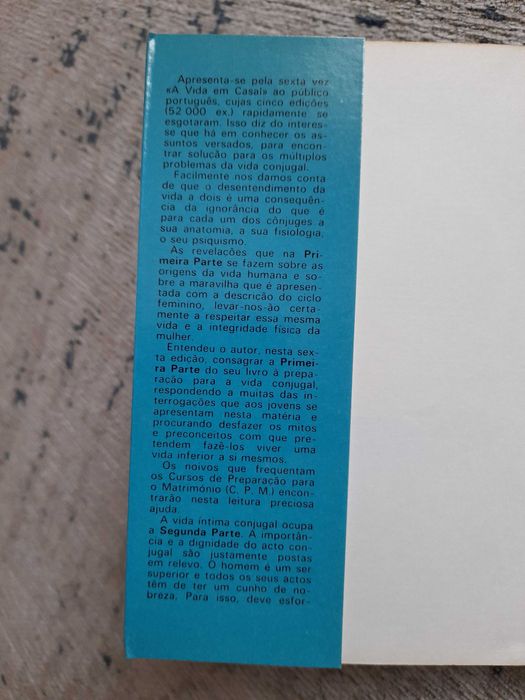 Apresenta-se pela sexta vez
«A Vida em Casal» ao público
português, cujas cinco edições
(52 000 ex.) rapidamente se
esgotaram. Isso diz do interes-
se que há em conhecer os as-
suntos versados, para encon-
trar solução para os múltiplos
problemas da vida conjugal.
Facilmente nos damos conta
de que o desentendimento da
vida a dois é uma consequên-
cia da ignorância do que é
para cada um dos cônjuges a
sua anatomia, a sua fisiologia,
o seu psiquismo.
As revelações que na Pri-
meira Parte se fazem sobre as
origens da vida humana e so-
bre a maravilha que é apresen-
tada com a descrição do ciclo
feminino, levar-nos-ão certa-
mente a respeitar essa mesma
vida e a integridade física da
mulher.
Entendeu o autor, nesta sex-
ta edição, consagrar a Primei-
ra Parte do seu livro à prepa-
ração para a vida conjugal,
respondendo a muitas das in-
terrogações que aos jovens se
apresentam nesta matéria e
procurando desfazer os mitos
e preconceitos com que pre-
tendem fazê-los viver uma
vida inferior a si mesmos.
Os noivos que frequentam
os Cursos de Preparação para
o Matrimónio (C. P. M.) encon-
trarão nesta leitura preciosa
ajuda.
A vida íntima conjugal ocupa
a Segunda Parte. A importân-
cia e a dignidade do acto con-
jugal são justamente postas
em relevo. O homem é um ser
superior e todos os seus actos
têm de ter um cunho de no-
breza. Para isso, deve esfor-